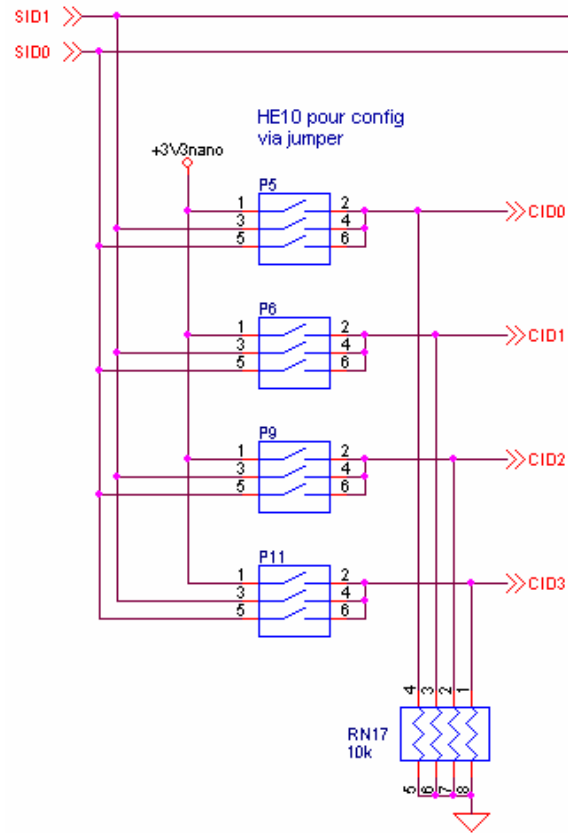 SID1
SID0
HE10 pour config
via jumper
+3V3nano
P5
1 2
3 4
5 6
CID0
P6
1 2
3 4
5 6
CID1
P9
1 2
3 4
5 6
CID2
P11
1 2
3 4
5 6
CID3
4 3 2 1
RN17
10k
5 6 7 8